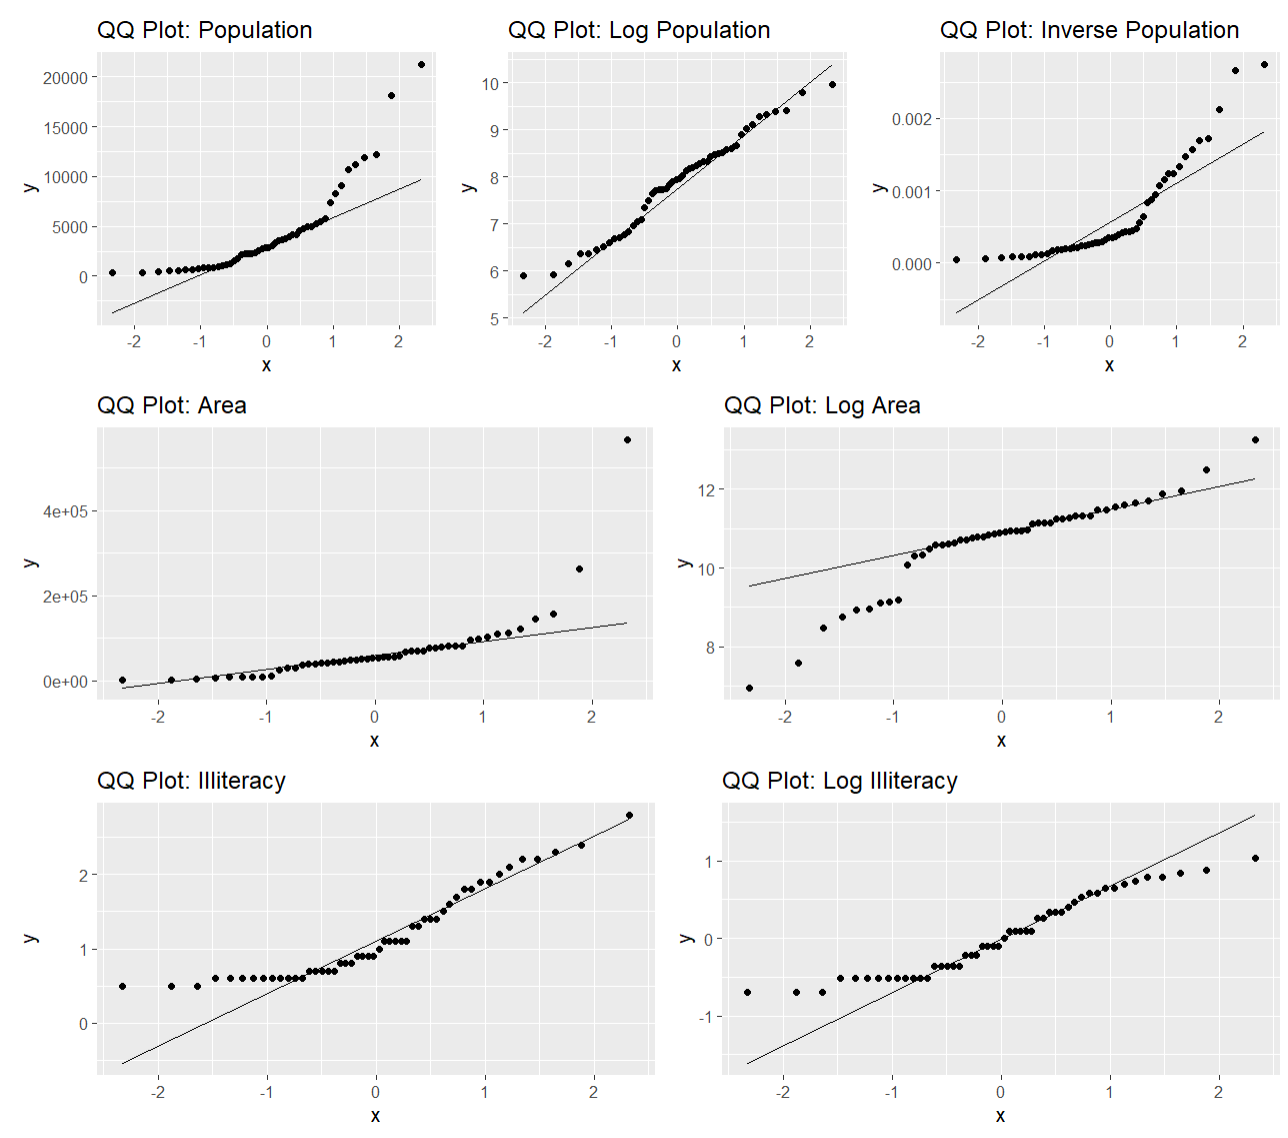 QQ Plot: Population
QQ Plot: Log Population
QQ Plot: Inverse Population
20000
15000
10000
5000
0
y
-2 -1 0 1 2
x
10
9
8
7
6
5
y
-2 -1 0 1 2
x
0.002
0.001
0.000
y
-2 -1 0 1 2
x
QQ Plot: Area
QQ Plot: Log Area
4e+05
2e+05
0e+00
y
-2 -1 0 1 2
x
12
10
8
y
-2 -1 0 1 2
x
QQ Plot: Illiteracy
QQ Plot: Log Illiteracy
2
1
0
y
-2 -1 0 1 2
x
1
0
-1
y
-2 -1 0 1 2
x